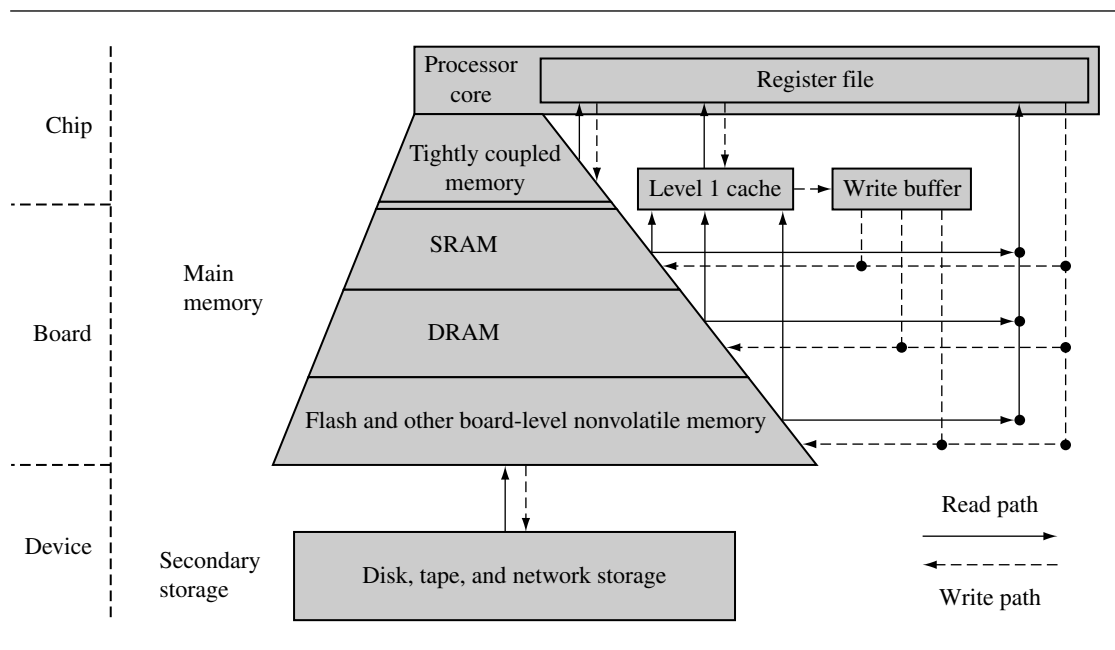 Processor
core
Register file
Chip
Tightly coupled
memory
Level 1 cache
Write buffer
SRAM
Main
memory
Board
DRAM
Flash and other board-level nonvolatile memory
Read path
Device
Secondary
storage
Disk, tape, and network storage
Write path